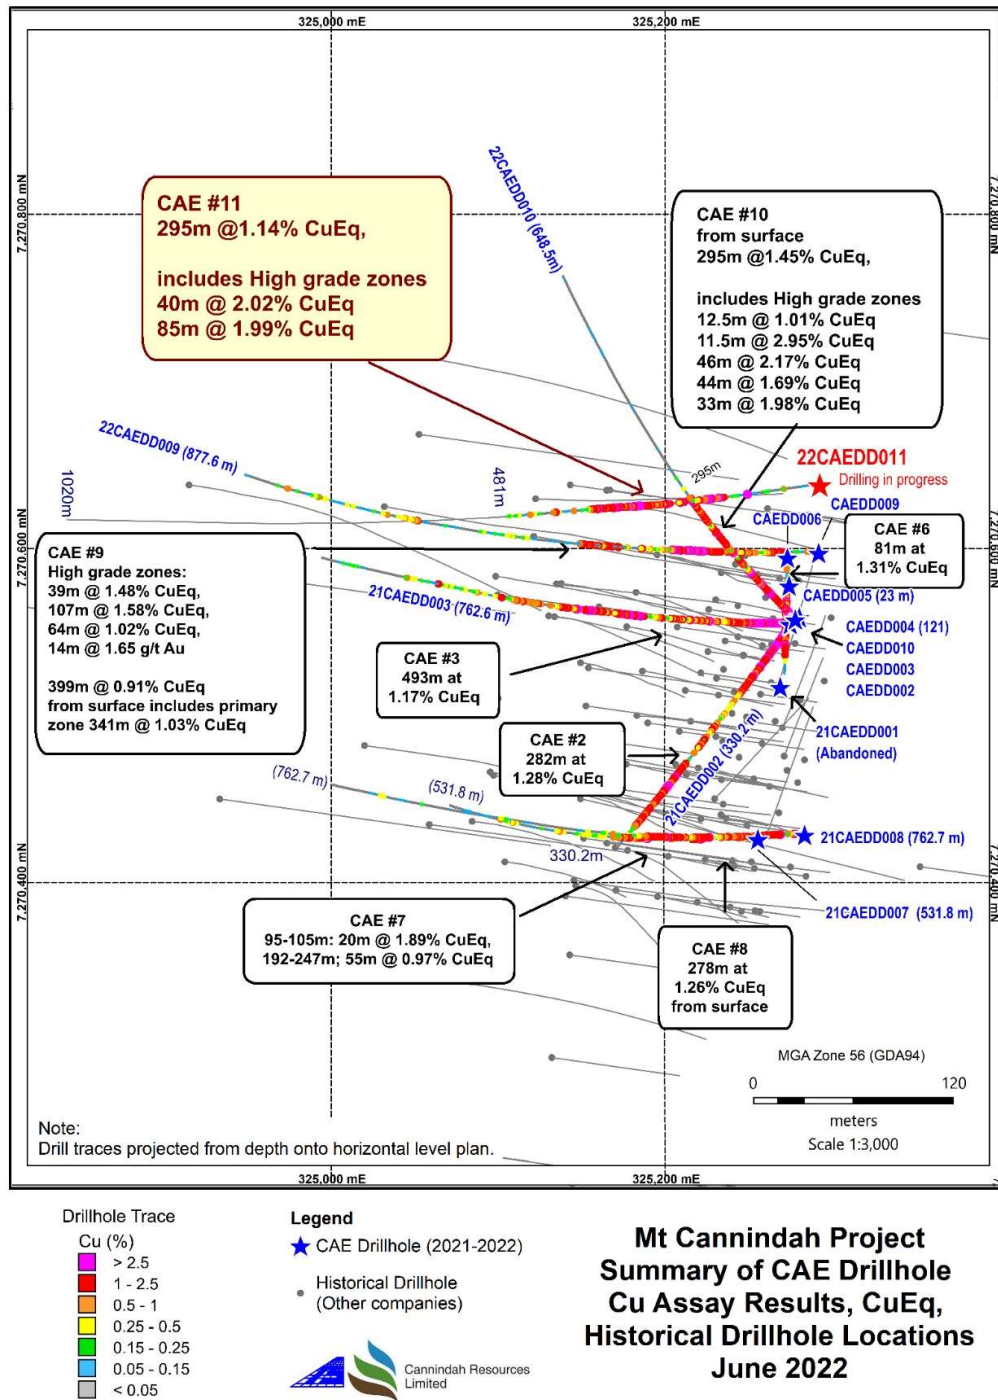 325,000 mE
325,200 mE
7,270,800 mN
7,270,800 mN
22CAEDD010 (648.5m)
CAE #11
295m @1.14% CuEq,
includes High grade zones
40m @ 2.02% CuEq
85m @ 1.99% CuEq
CAE #10
from surface
295m @1.45% CuEq,
includes High grade zones
12.5m @ 1.01% CuEq
11.5m @ 2.95% CuEq
46m @ 2.17% CuEq
44m @ 1.69% CuEq
33m @ 1.98% CuEq
22CAEDD009 (877.6 m)
1020m
481m
295m
22CAEDD011
Drilling in progress
CAEDD009
CAEDD006
7,270,600 mN
7,270,600 mN
CAE #6
81m at
1.31% CuEq
CAE #9
High grade zones:
39m @ 1.48% CuEq,
107m @ 1.58% CuEq,
64m @ 1.02% CuEq,
14m @ 1.65 g/t Au
399m @ 0.91% CuEq
from surface includes primary
zone 341m @ 1.03% CuEq
21CAEDD003 (762.6 m)
CAEDD005 (23 m)
CAEDD004 (121)
CAEDD010
CAEDD003
CAEDD002
CAE #3
493m at
1.17% CuEq
21CAEDD001
(Abandoned)
CAE #2
282m at
1.28% CuEq
21CAEDD002 (330.2 m)
(762.7 m)
(531.8 m)
330.2m
21CAEDD008 (762.7 m)
7,270,400 mN
7,270,400 mN
21CAEDD007 (531.8 m)
CAE #7
95-105m: 20m @ 1.89% CuEq,
192-247m; 55m @ 0.97% CuEq
CAE #8
278m at
1.26% CuEq
from surface
MGA Zone 56 (GDA94)
0 120
meters
Scale 1:3,000
Note:
Drill traces projected from depth onto horizontal level plan.
325,000 mE
325,200 mE
Drillhole Trace
Cu (%)
> 2.5
1 - 2.5
0.5 - 1
0.25 - 0.5
0.15 - 0.25
0.05 - 0.15
< 0.05
Legend
CAE Drillhole (2021-2022)
Historical Drillhole
(Other companies)
Cannindah Resources
Limited
Mt Cannindah Project
Summary of CAE Drillhole
Cu Assay Results, CuEq,
Historical Drillhole Locations
June 2022